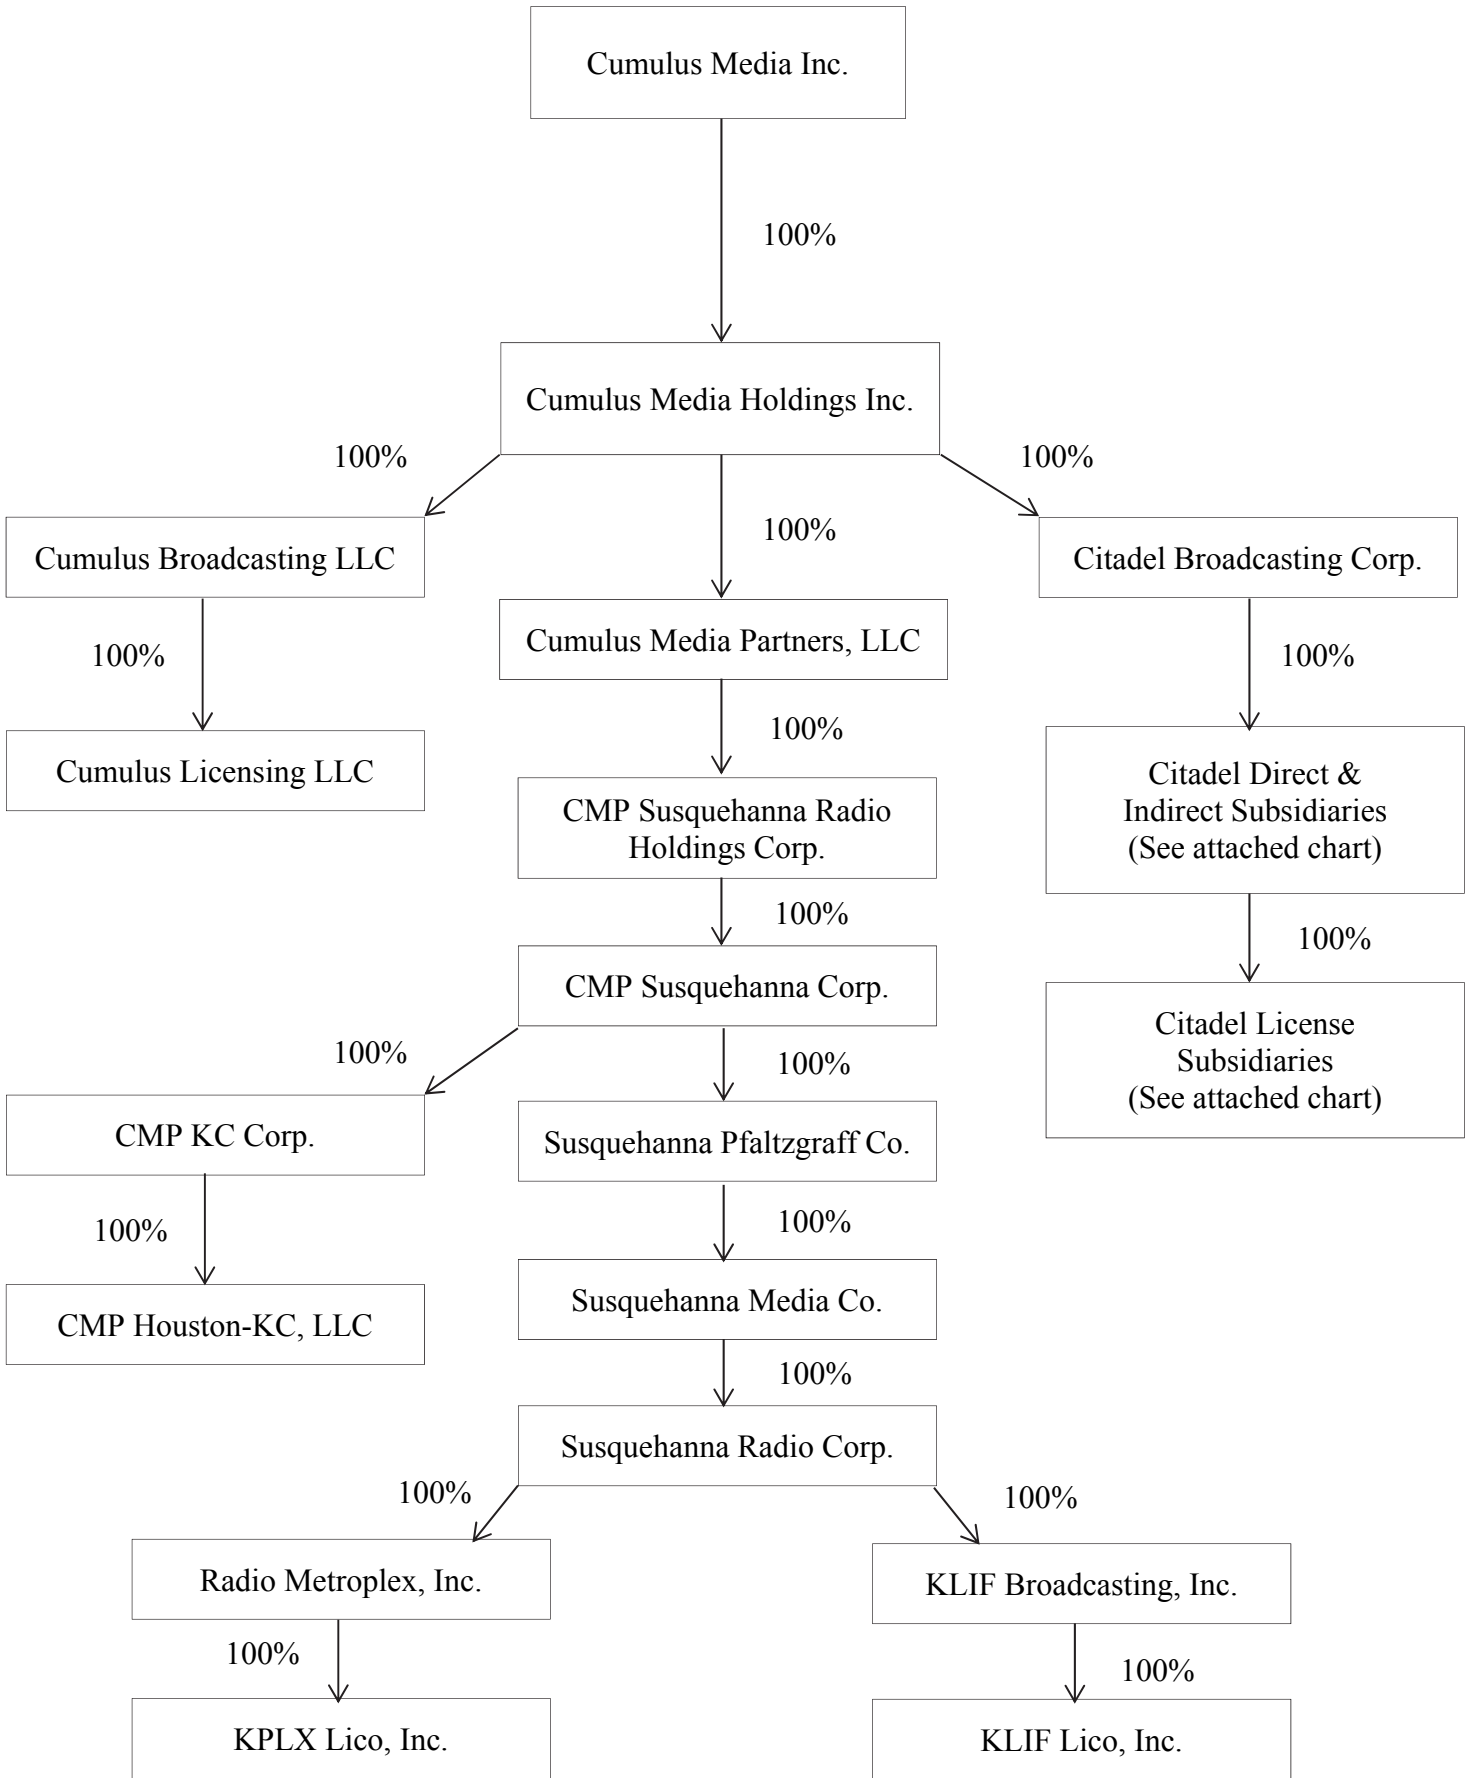 Cumulus Media Inc.
100%
Cumulus Media Holdings Inc.
100%
100%
100%
Cumulus Broadcasting LLC
Citadel Broadcasting Corp.
Cumulus Media Partners, LLC
100%
100%
100%
Cumulus Licensing LLC
Citadel Direct &
Indirect Subsidiaries
(See attached chart)
CMP Susquehanna Radio
Holdings Corp.
100%
100%
CMP Susquehanna Corp.
Citadel License
Subsidiaries
(See attached chart)
100%
100%
CMP KC Corp.
Susquehanna Pfaltzgraff Co.
100%
100%
CMP Houston-KC, LLC
Susquehanna Media Co.
100%
Susquehanna Radio Corp.
100%
100%
Radio Metroplex, Inc.
KLIF Broadcasting, Inc.
100%
100%
KPLX Lico, Inc.
KLIF Lico, Inc.